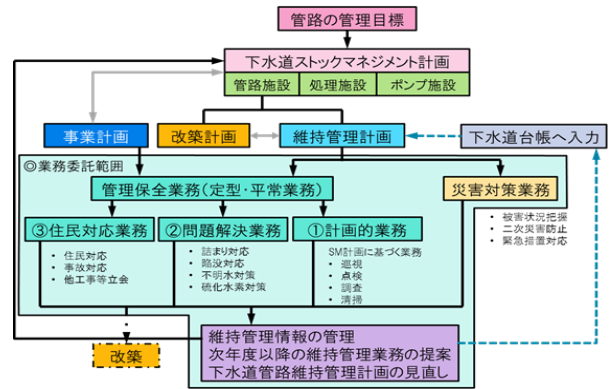 管路の管理目標
下水道ストックマネジメント計画
管路施設
処理施設
ポンプ施設
事業計画
改築計画
維持管理計画
下水道台帳へ入力
◎業務委託範囲
管理保全業務(定型・平常業務)
災害対策業務
・ 被害状況把握
・ 二次災害防止
・ 緊急措置対応
③住民対応業務
・ 住民対応
・ 事故対応
・ 他工事等立会
②問題解決業務
・ 詰まり対応
・ 陥没対応
・ 不明水対策
・ 硫化水素対策
①計画的業務
SM計画に基づく業務
・ 巡視
・ 点検
・ 調査
・ 清掃
改築
維持管理情報の管理
次年度以降の維持管理業務の提案
下水道管路維持管理計画の見直し